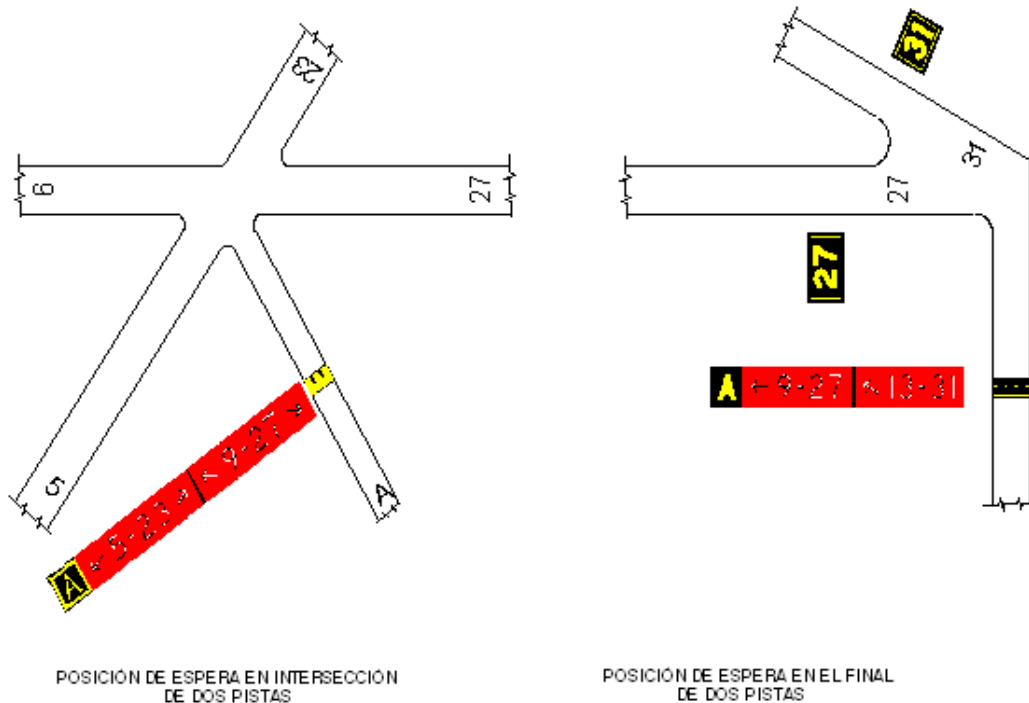 23
6
27
5
A
A ↙ 5-23 ↗ ↖ 9-27 ↘
POSICIÓN DE ESPERA EN INTERSECCIÓN
DE DOS PISTAS
31
31
27
27
A ← 9-27 ↖ 13-31
POSICIÓN DE ESPERA EN EL FINAL
DE DOS PISTAS